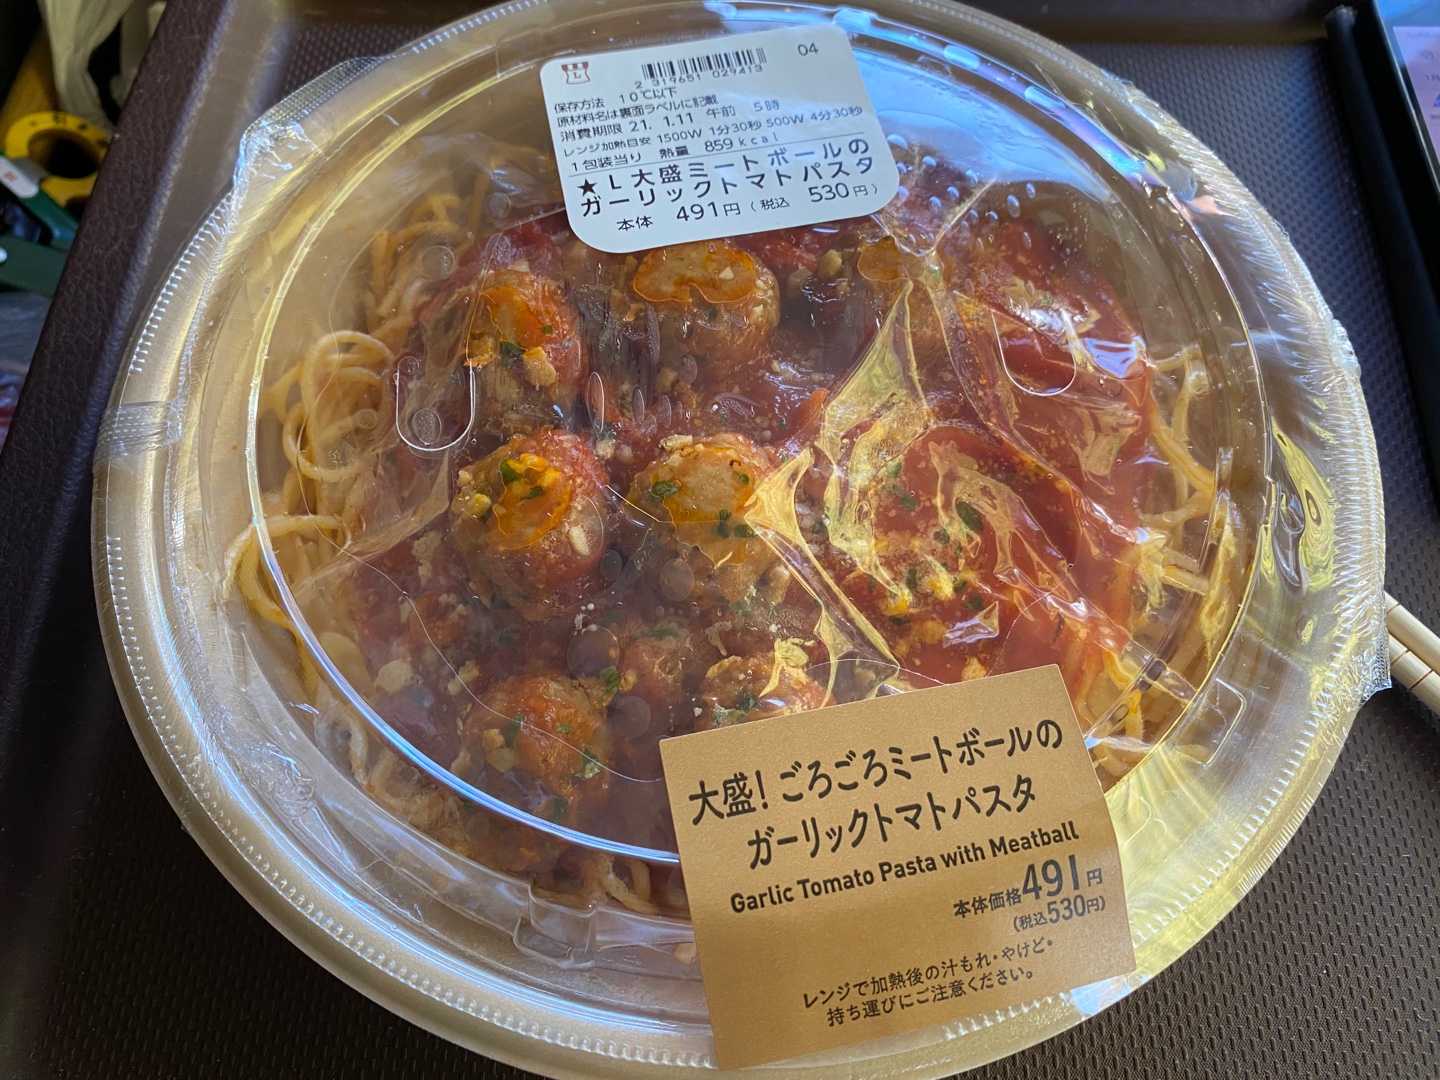 04
2 319651 029413
保存方法 10℃以下
原材料名は裏面ラベルに記載
消費期限 21. 1.11 午前 5時
レンジ加熱目安 1500W 1分30秒 500W 4分30秒
1包装当り 熱量 859kcal
★L大盛ミートボールの
ガーリックトマトパスタ
本体 491円(税込 530円)
大盛!ごろごろミートボールの
ガーリックトマトパスタ
Garlic Tomato Pasta with Meatball
本体価格491円
(税込530円)
レンジで加熱後の汁もれ・やけど。
持ち運びにご注意ください。